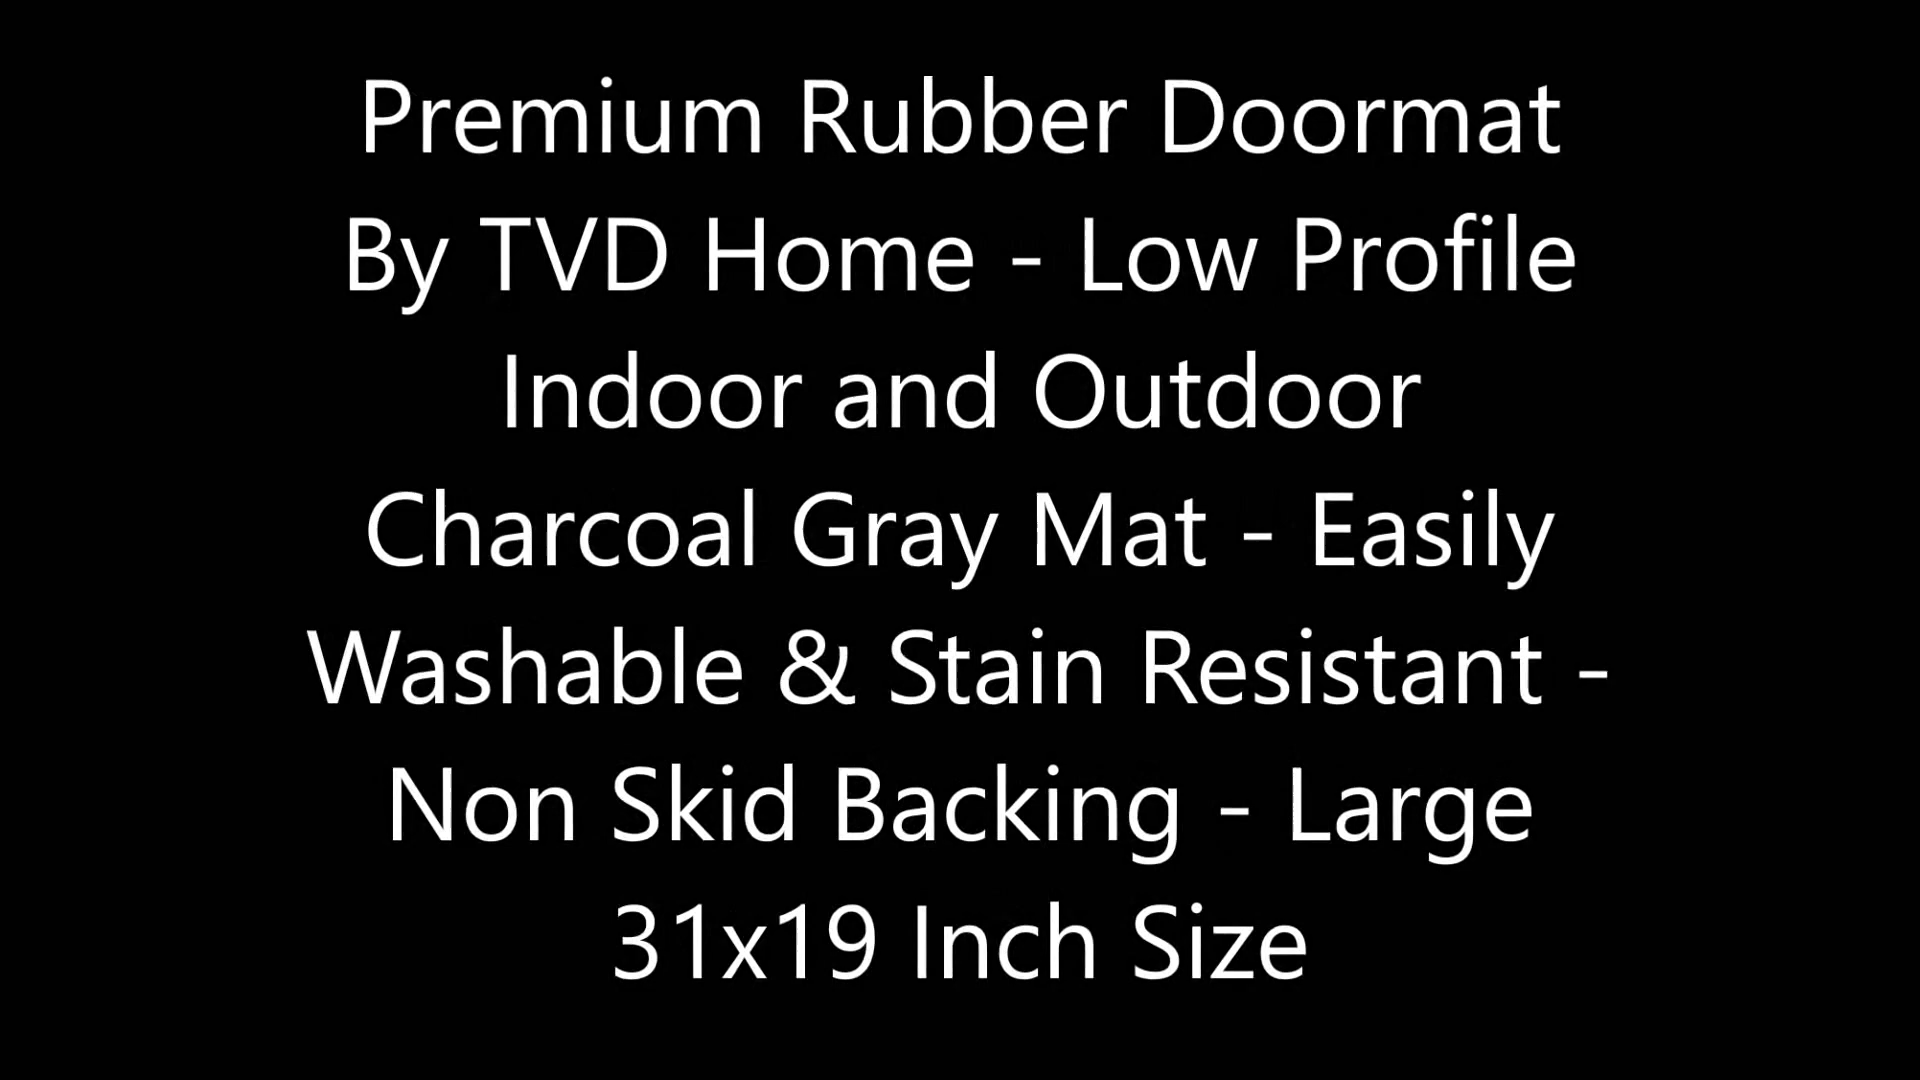 Premium Rubber Doormat
By TVD Home - Low Profile
Indoor and Outdoor
Charcoal Gray Mat - Easily
Washable & Stain Resistant -
Non Skid Backing - Large
31x19 Inch Size